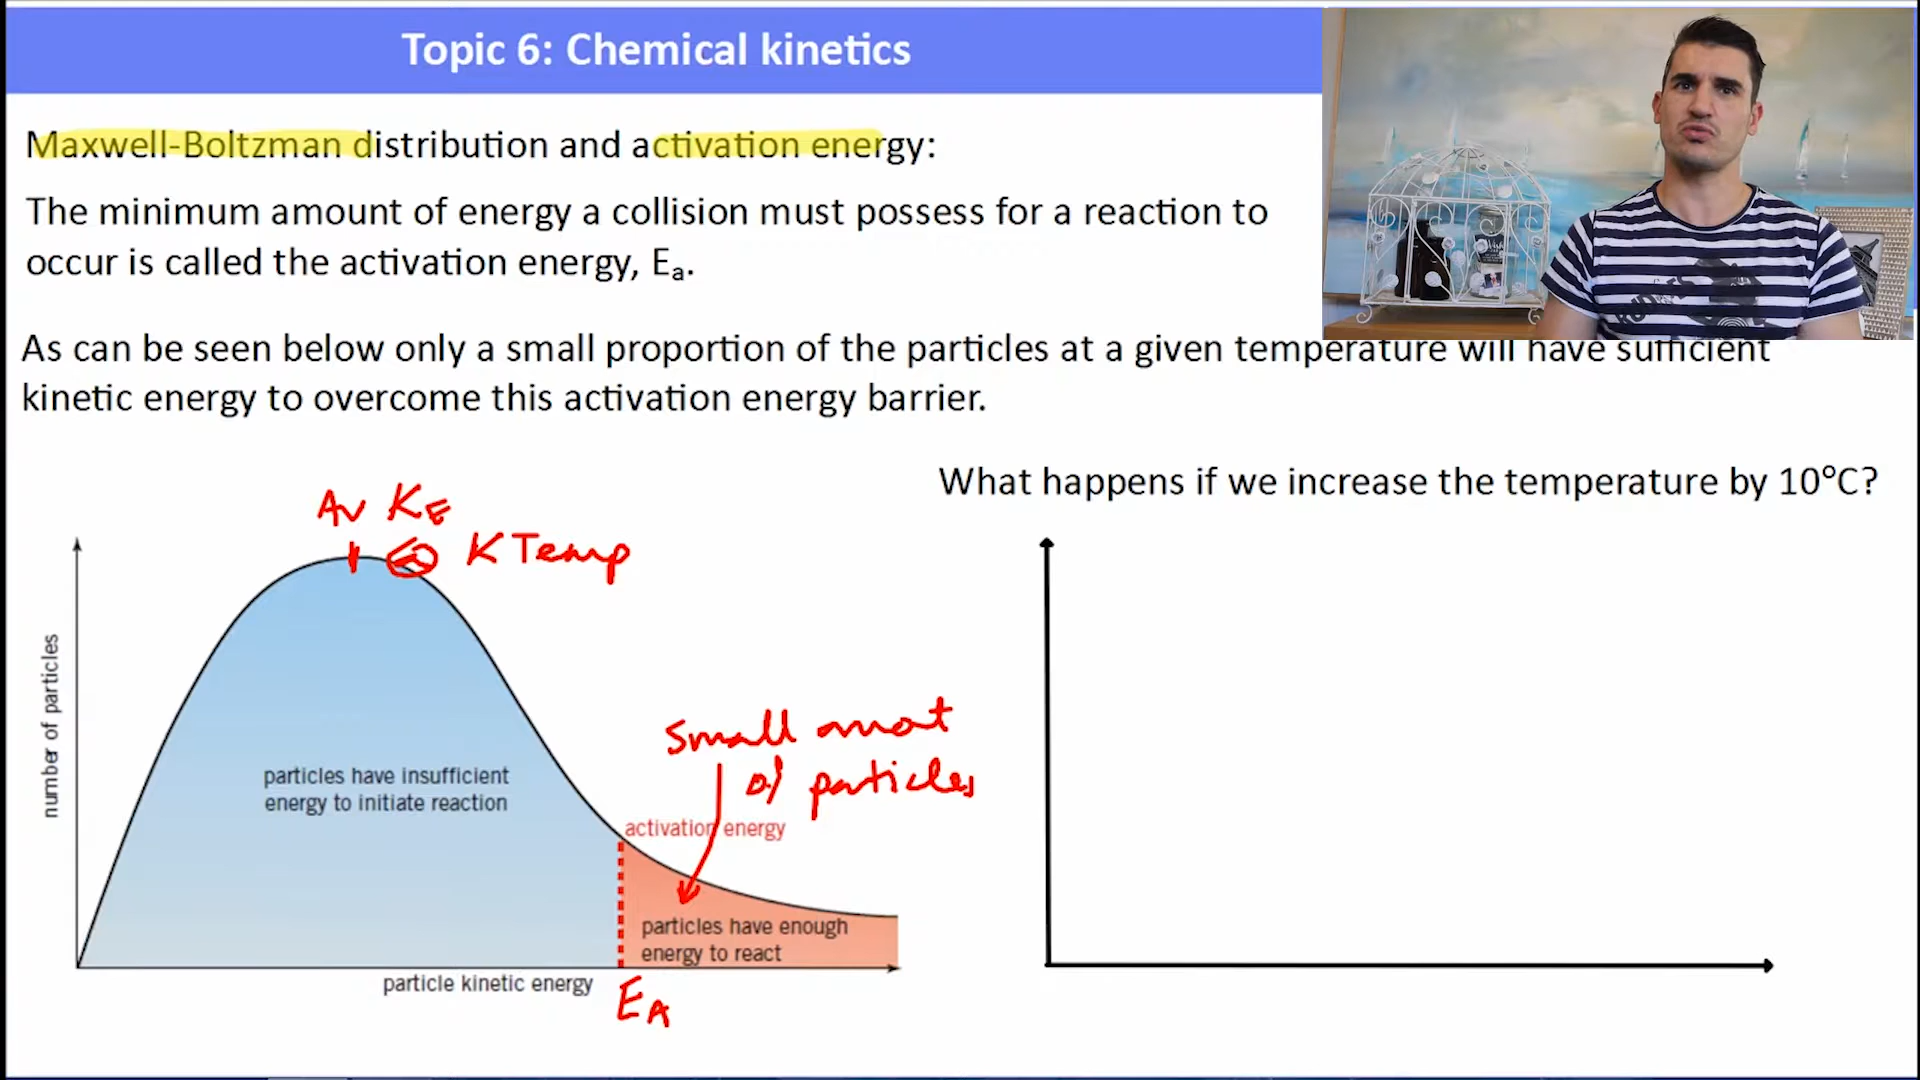 Topic 6: Chemical kinetics
Maxwell-Boltzman distribution and activation energy:
The minimum amount of energy a collision must possess for a reaction to
occur is called the activation energy, Eₐ.
As can be seen below only a small proportion of the particles at a given temperature will have sufficient
kinetic energy to overcome this activation energy barrier.
What happens if we increase the temperature by 10°C?
Av KE
K Temp
number of particles
particles have insufficient
energy to initiate reaction
Small amot
of particles
activation energy
particles have enough
energy to react
particle kinetic energy
EA